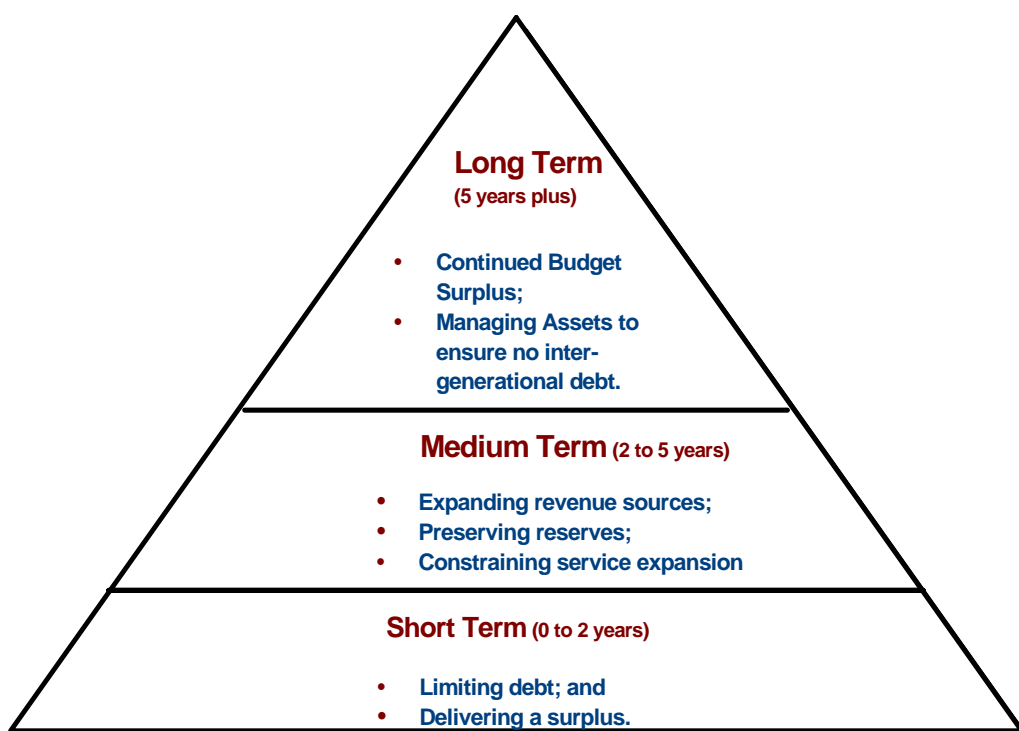 Long Term
(5 years plus)
• Continued Budget
Surplus;
• Managing Assets to
ensure no inter-
generational debt.
Medium Term (2 to 5 years)
• Expanding revenue sources;
• Preserving reserves;
• Constraining service expansion
Short Term (0 to 2 years)
• Limiting debt; and
• Delivering a surplus.